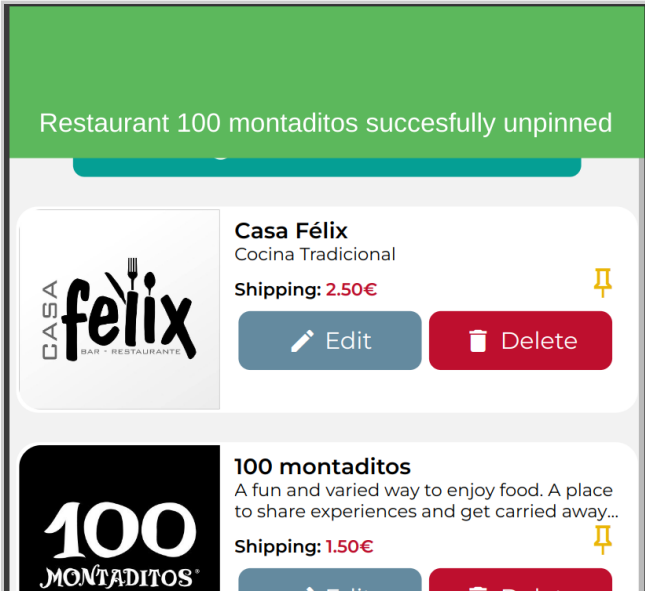 Restaurant 100 montaditos succesfully unpinned
CASA
felix
BAR - RESTAURANTE
Casa Félix
Cocina Tradicional
Shipping: 2.50€
Edit
Delete
100
MONTADITOS
100 montaditos
A fun and varied way to enjoy food. A place
to share experiences and get carried away...
Shipping: 1.50€
Edit
Delete